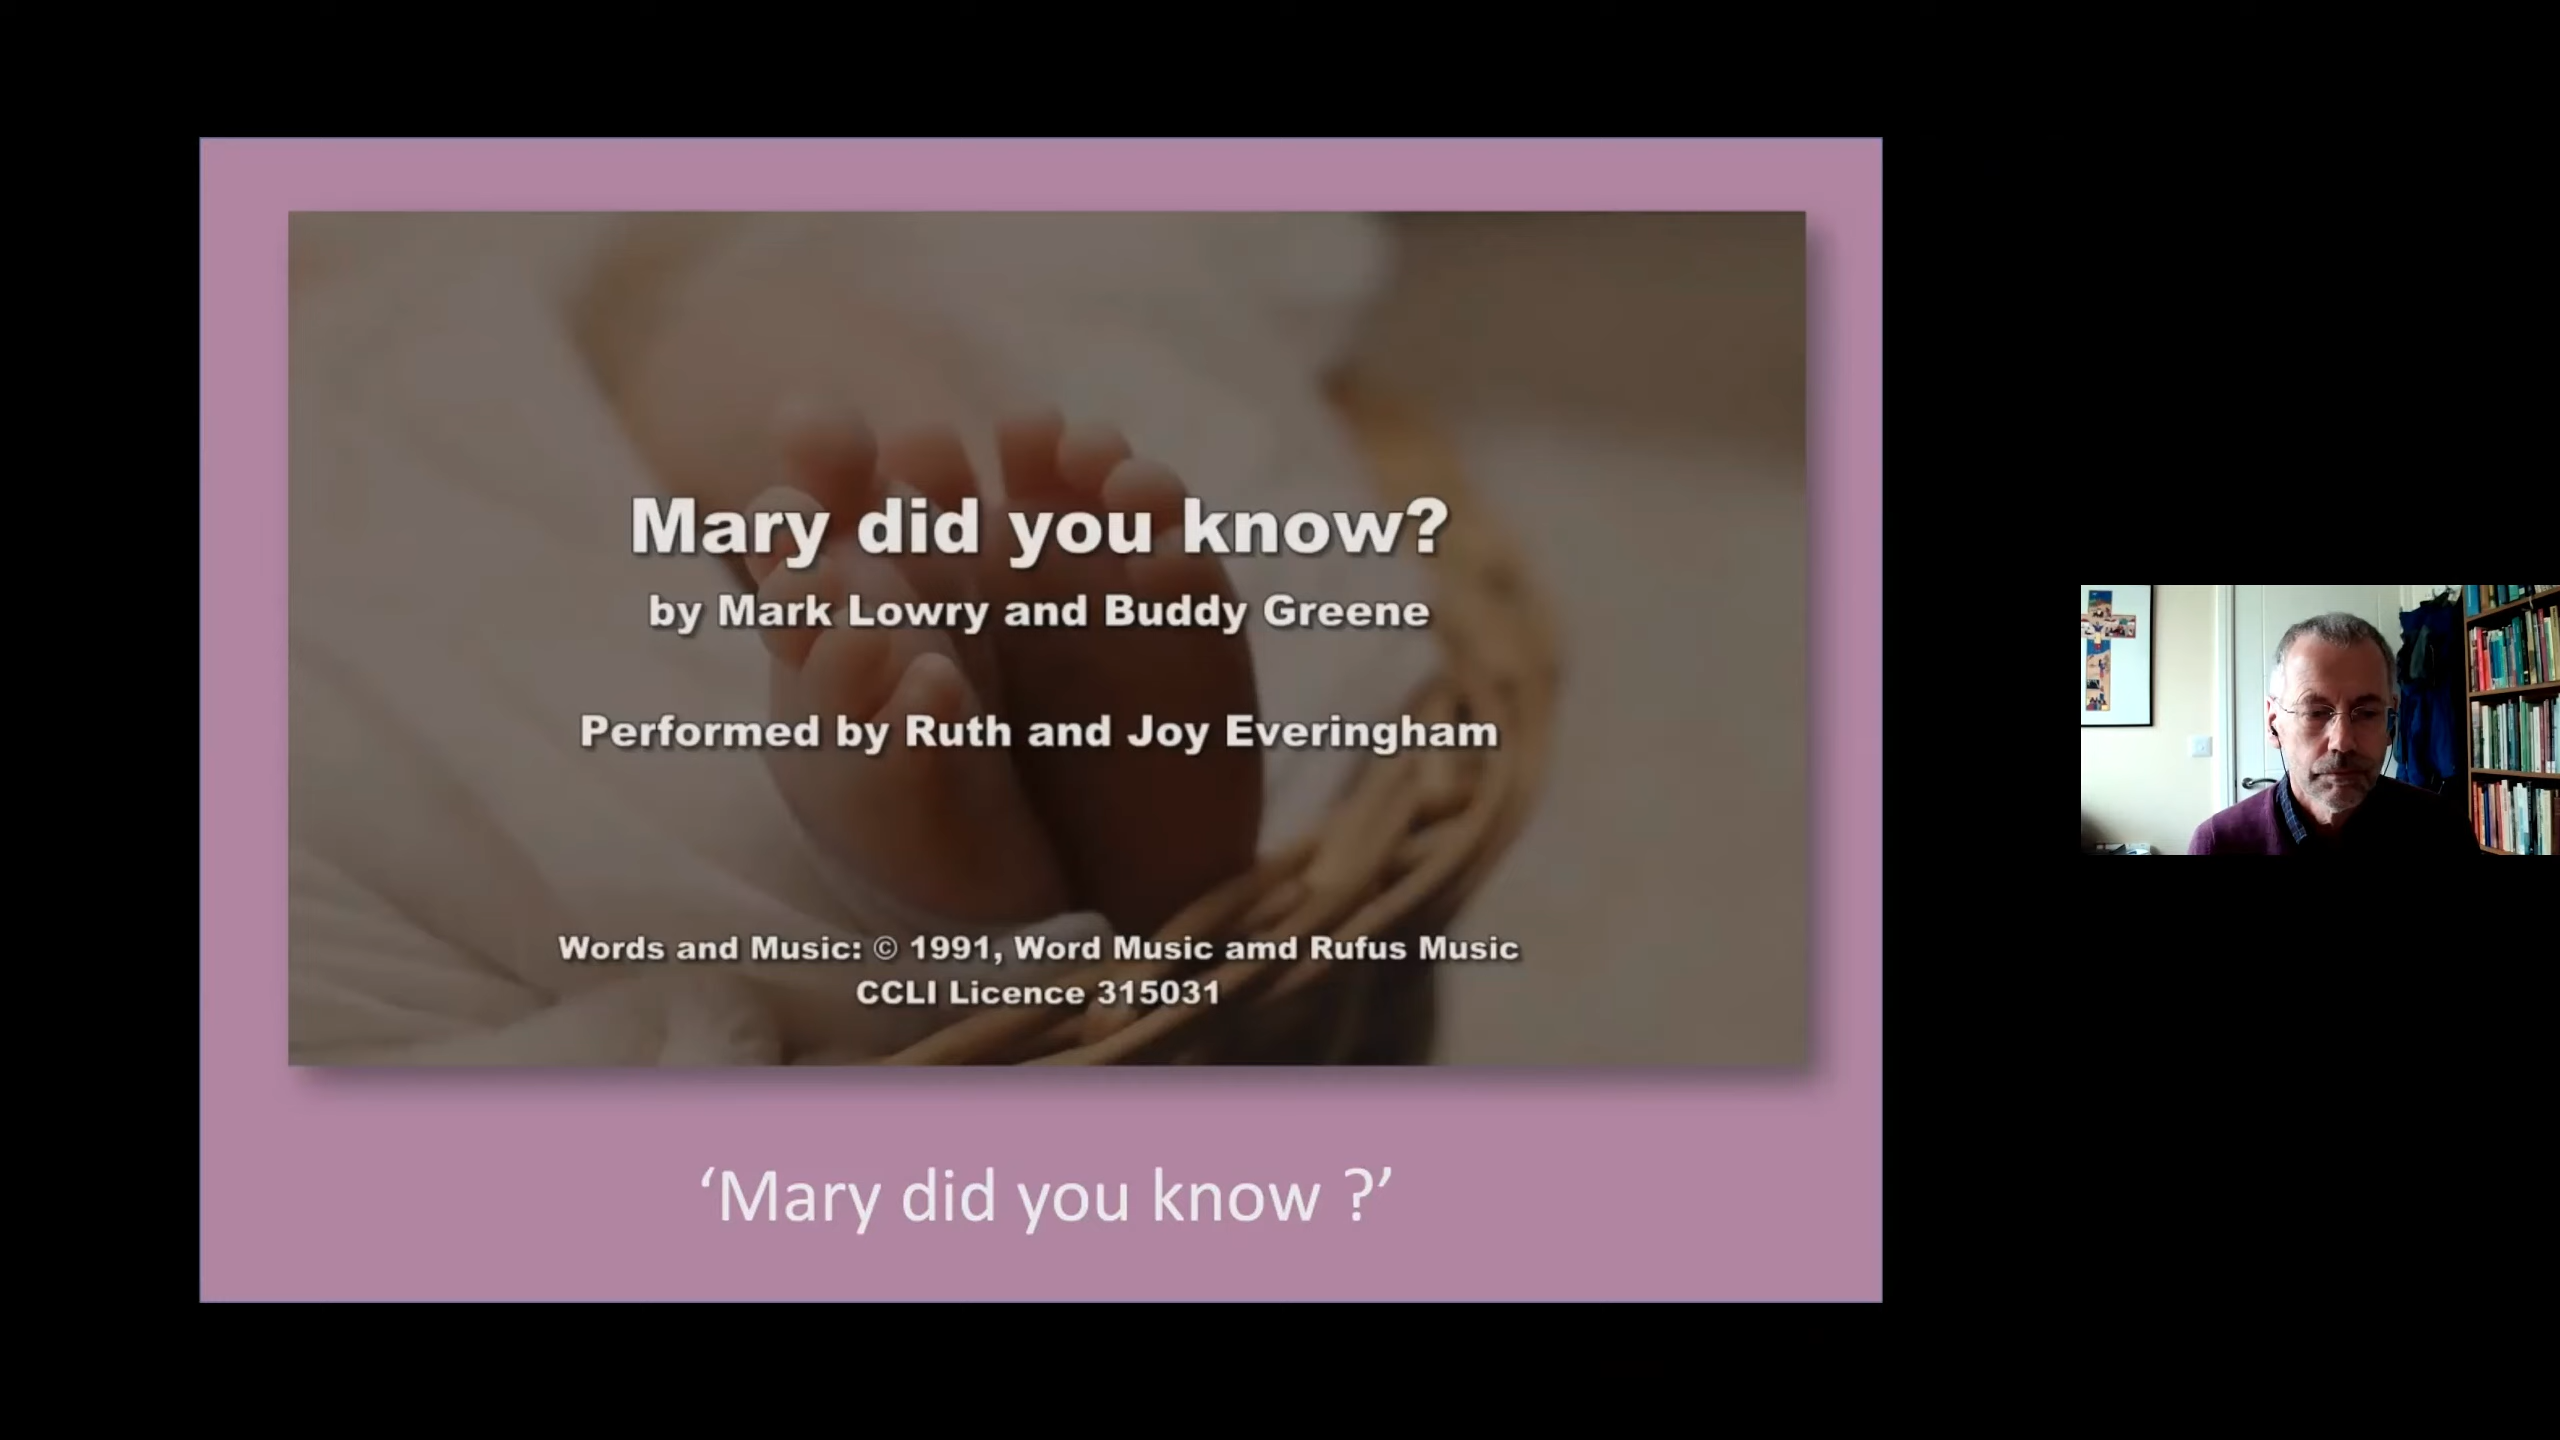 Mary did you know?
by Mark Lowry and Buddy Greene
Performed by Ruth and Joy Everingham
Words and Music: © 1991, Word Music amd Rufus Music
CCLI Licence 315031
‘Mary did you know ?’